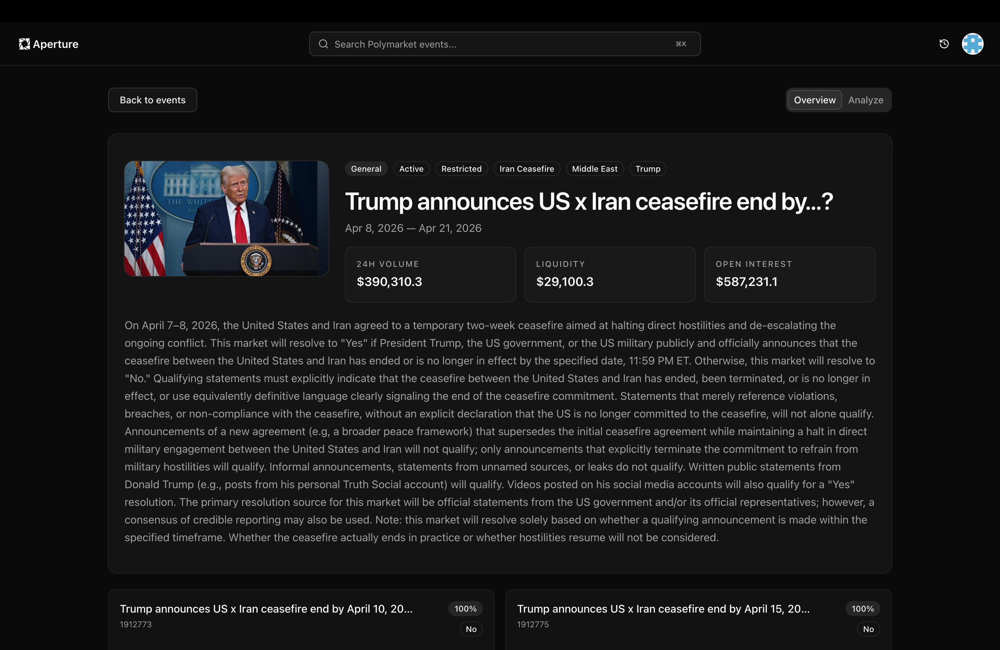 Aperture
Search Polymarket events...
⌘K
Back to events
Overview
Analyze
General
Active
Restricted
Iran Ceasefire
Middle East
Trump
Trump announces US x Iran ceasefire end by...?
Apr 8, 2026 — Apr 21, 2026
24H VOLUME
$390,310.3
LIQUIDITY
$29,100.3
OPEN INTEREST
$587,231.1
THE WHIT
WAS
PRESIDENT OF THE UNITED STATES
SEAL
On April 7–8, 2026, the United States and Iran agreed to a temporary two-week ceasefire aimed at halting direct hostilities and de-escalating the
ongoing conflict. This market will resolve to "Yes" if President Trump, the US government, or the US military publicly and officially announces that the
ceasefire between the United States and Iran has ended or is no longer in effect by the specified date, 11:59 PM ET. Otherwise, this market will resolve to
"No." Qualifying statements must explicitly indicate that the ceasefire between the United States and Iran has ended, been terminated, or is no longer in
effect, or use equivalently definitive language clearly signaling the end of the ceasefire commitment. Statements that merely reference violations,
breaches, or non-compliance with the ceasefire, without an explicit declaration that the US is no longer committed to the ceasefire, will not alone qualify.
Announcements of a new agreement (e.g, a broader peace framework) that supersedes the initial ceasefire agreement while maintaining a halt in direct
military engagement between the United States and Iran will not qualify; only announcements that explicitly terminate the commitment to refrain from
military hostilities will qualify. Informal announcements, statements from unnamed sources, or leaks do not qualify. Written public statements from
Donald Trump (e.g., posts from his personal Truth Social account) will qualify. Videos posted on his social media accounts will also qualify for a "Yes"
resolution. The primary resolution source for this market will be official statements from the US government and/or its official representatives; however, a
consensus of credible reporting may also be used. Note: this market will resolve solely based on whether a qualifying announcement is made within the
specified timeframe. Whether the ceasefire actually ends in practice or whether hostilities resume will not be considered.
Trump announces US x Iran ceasefire end by April 10, 20...
100%
1912773
No
Trump announces US x Iran ceasefire end by April 15, 20...
100%
1912775
No